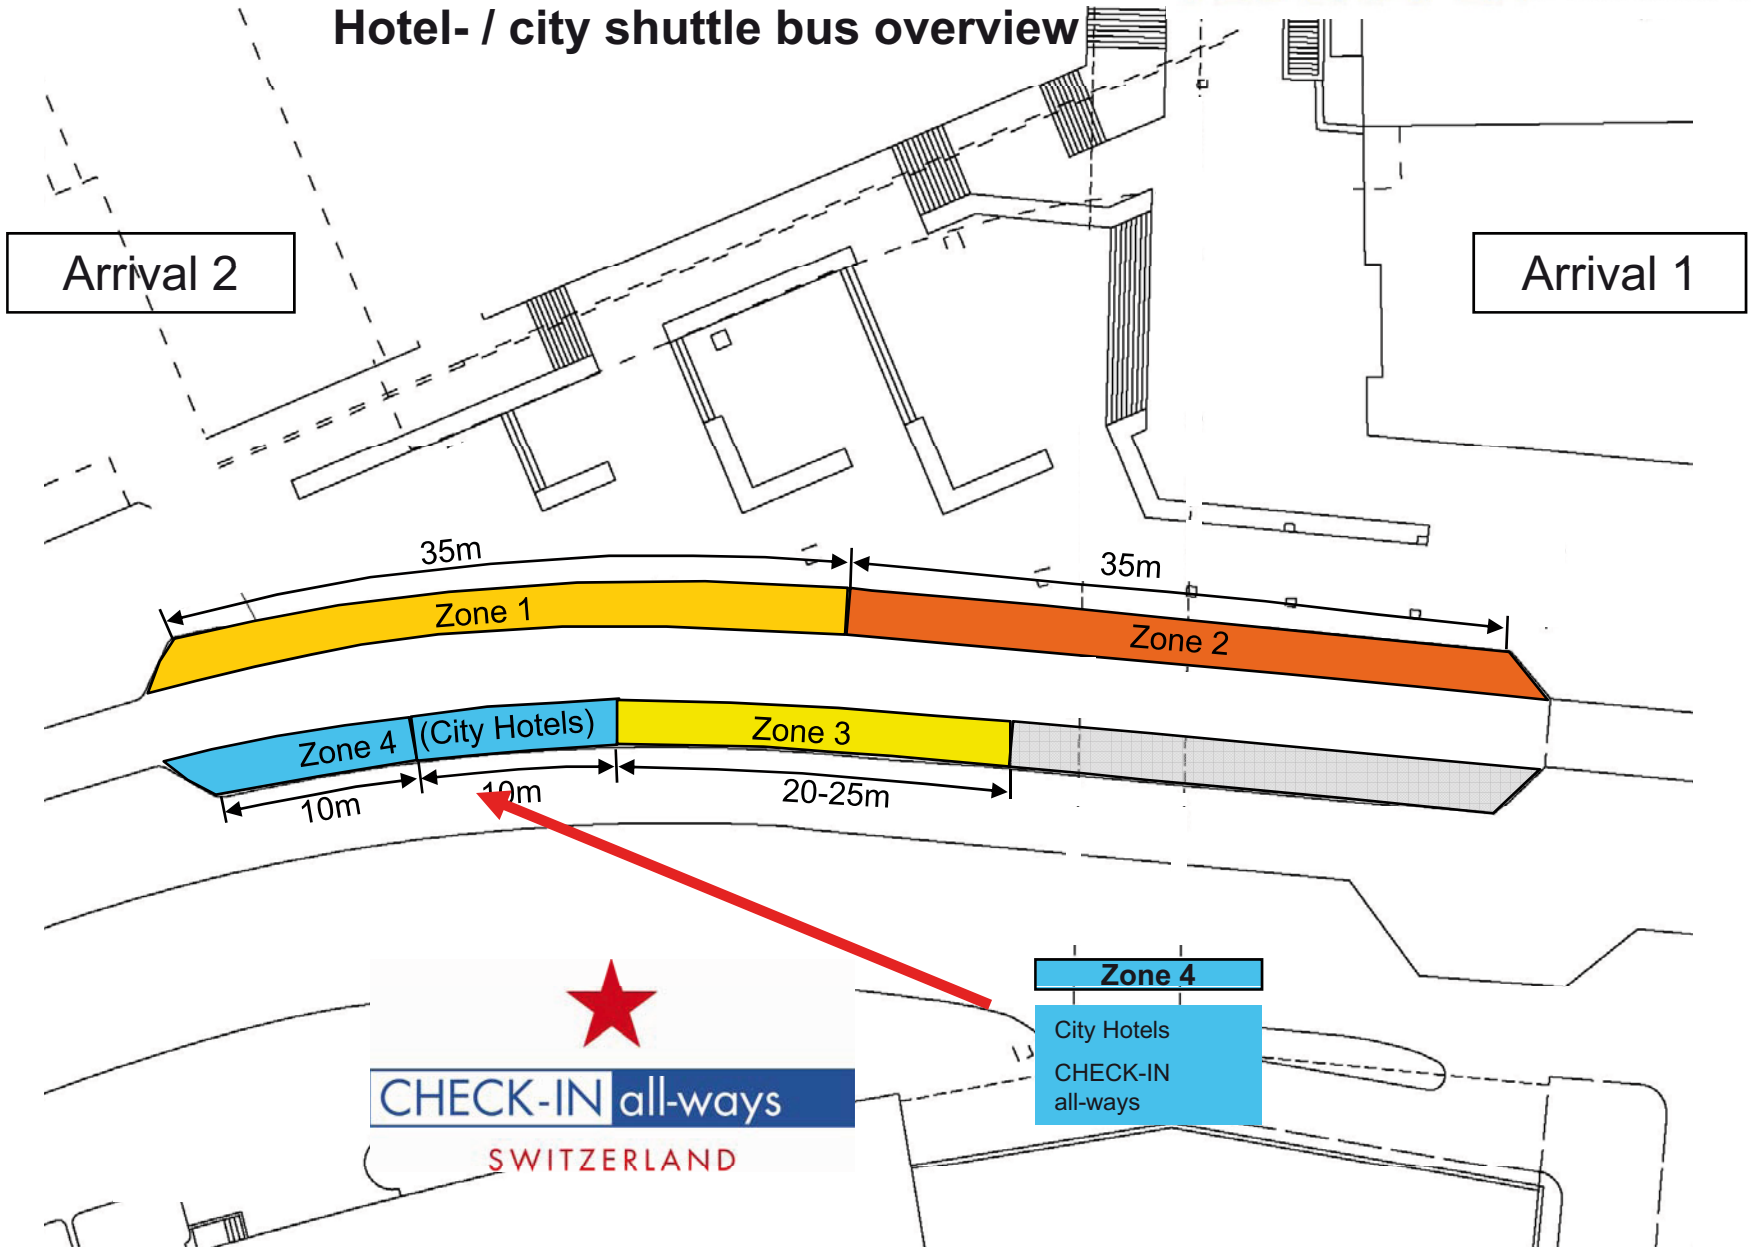 Hotel- / city shuttle bus overview
Arrival 2
Arrival 1
35m
35m
Zone 1
Zone 2
Zone 4
(City Hotels)
Zone 3
10m
10m
20-25m
Zone 4
City Hotels
CHECK-IN
all-ways
CHECK-IN all-ways
SWITZERLAND